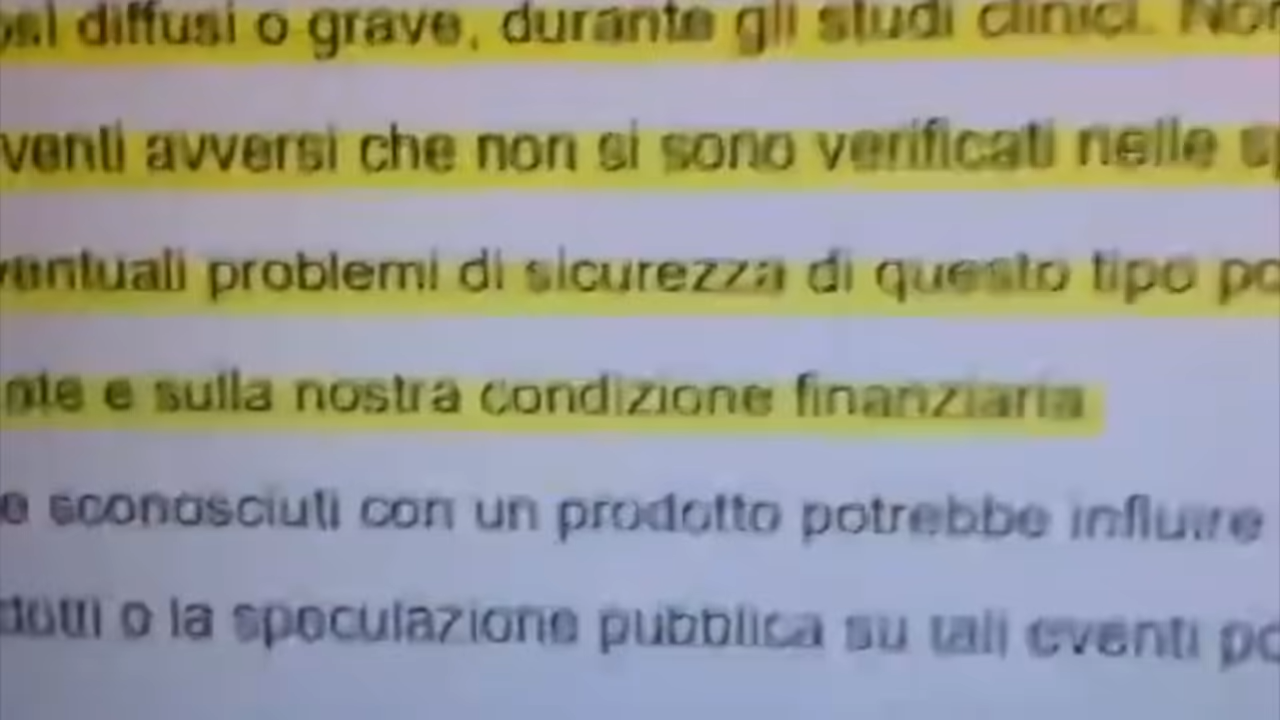 diffusi o grave, durante gli studi clinici.
venti avversi che non si sono verificati nelle
ventuali problemi di sicurezza di questo tipo po
nte e sulla nostra condizione finanziaria
e sconosciuti con un prodotto potrebbe influire
dotti o la speculazione pubblica su tali eventi po